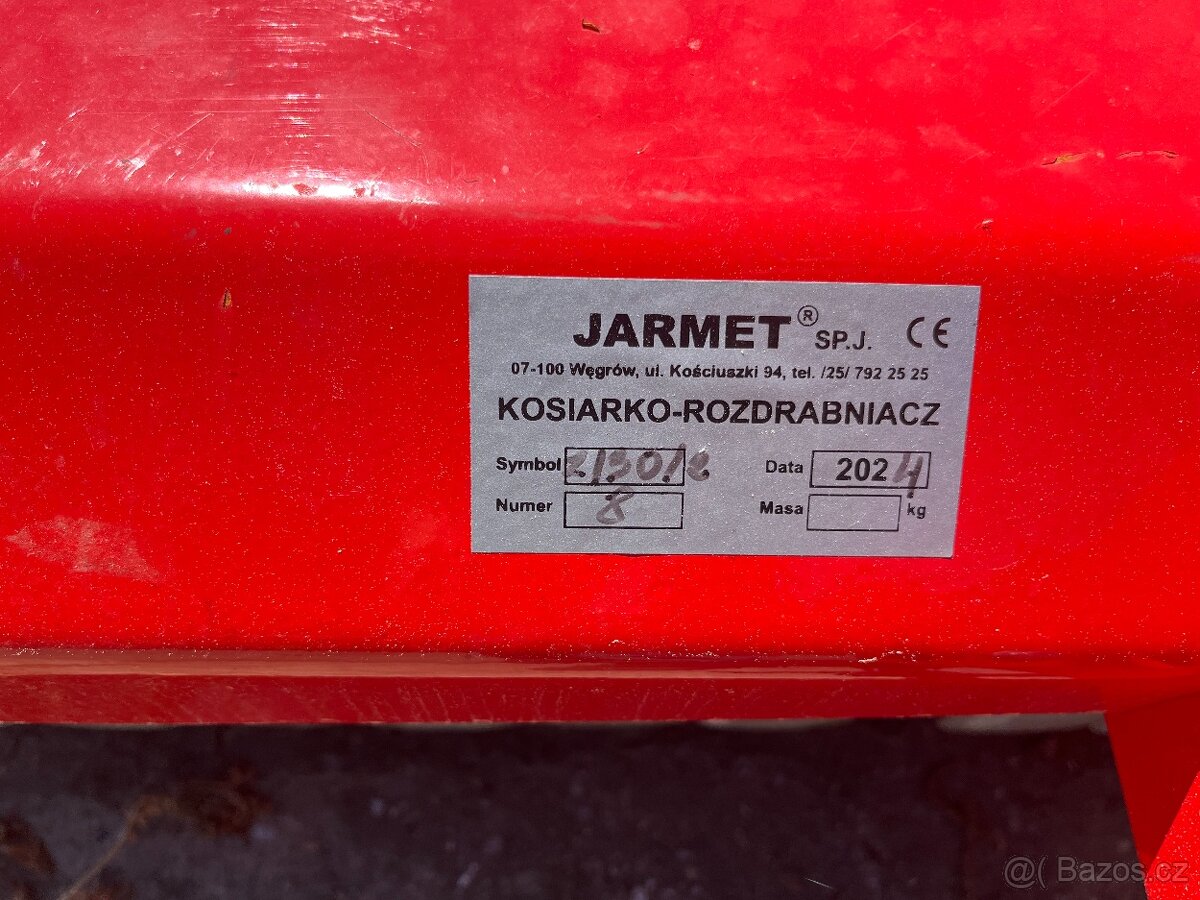 JARMET® SP.J. CE
07-100 Węgrów, ul. Kościuszki 94, tel. /25/ 792 25 25
KOSIARKO-ROZDRABNIACZ
Symbol Data 2024
Numer 8 Masa kg
@( Bazos.cz